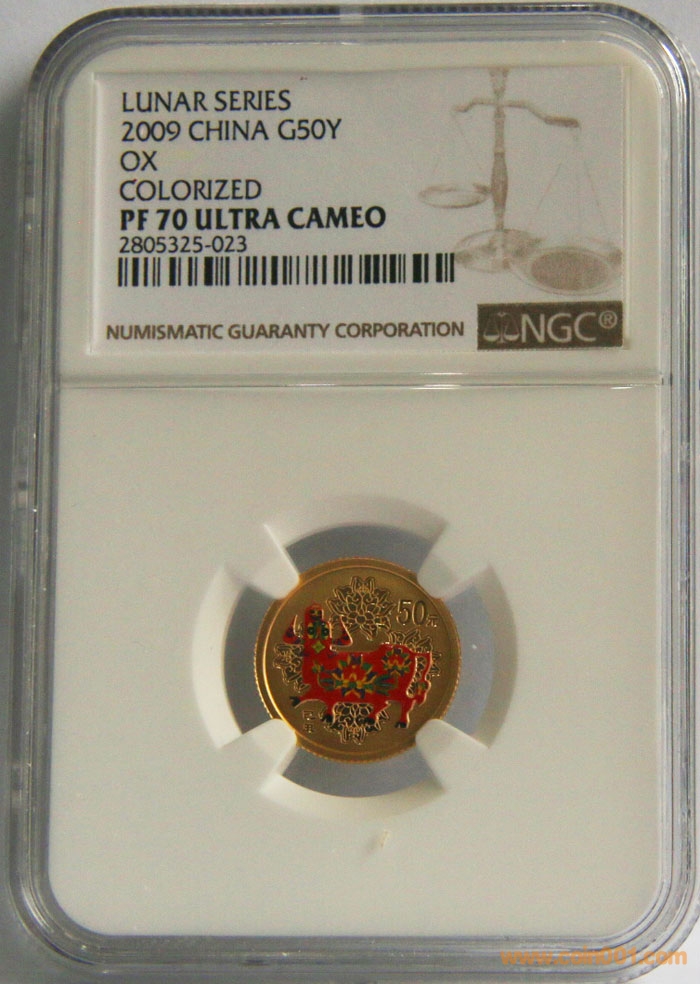 LUNAR SERIES
2009 CHINA G50Y
OX
COLORIZED
PF 70 ULTRA CAMEO
2805325-023
NUMISMATIC GUARANTY CORPORATION
NGC®
50元
www.coin001.com